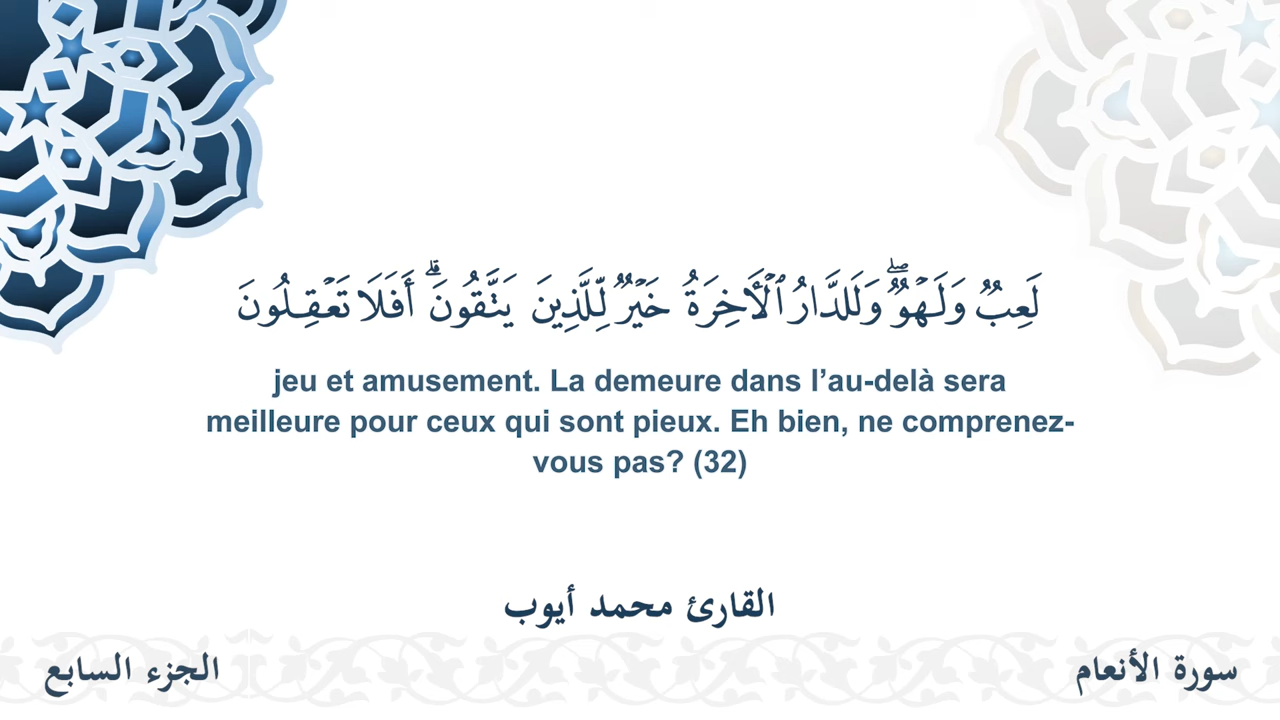 لَعِبٌ وَلَهۡوٌۖ وَلَلدَّارُ ٱلۡأٓخِرَةُ خَيۡرٌ لِّلَّذِينَ يَتَّقُونَۚ أَفَلَا تَعۡقِلُونَ
jeu et amusement. La demeure dans l’au-delà sera
meilleure pour ceux qui sont pieux. Eh bien, ne comprenez-
vous pas? (32)
القارئ محمد أيوب
سورة الأنعام
الجزء السابع